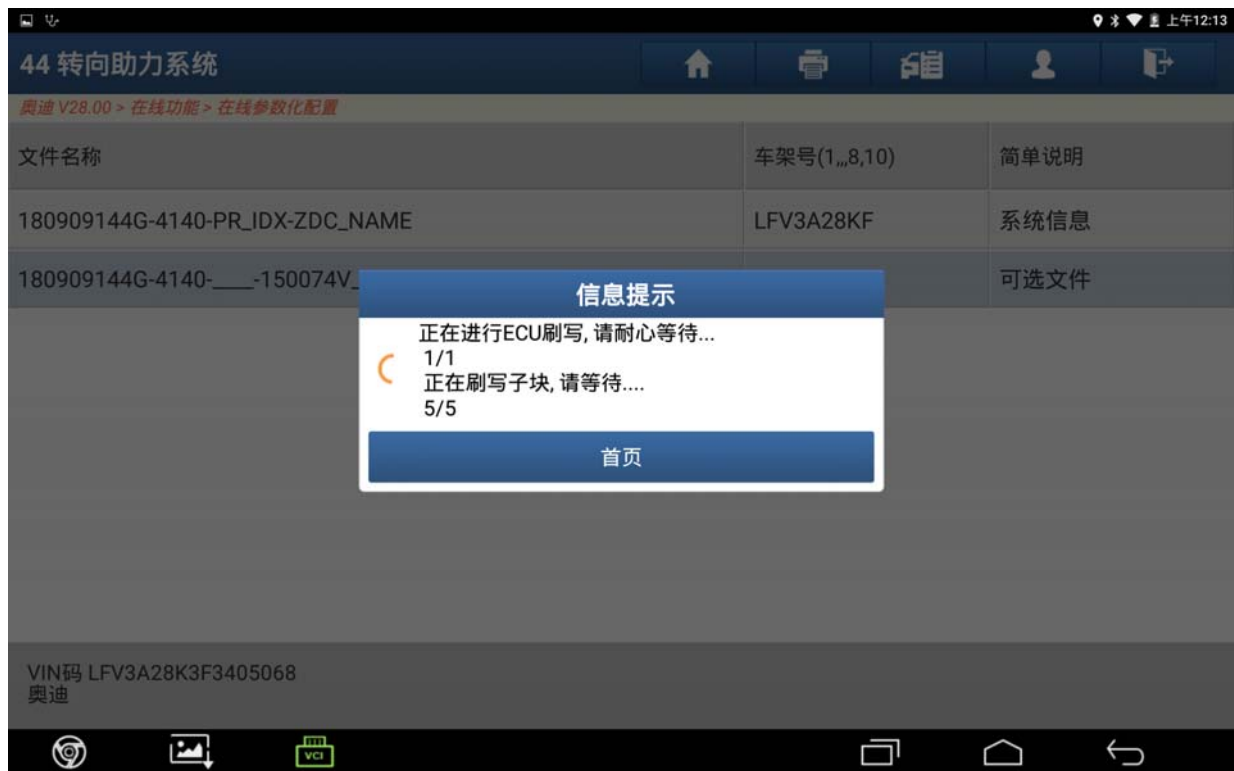 上午12:13
44 转向助力系统
奥迪 V28.00 > 在线功能 > 在线参数化配置
文件名称 车架号(1,,,8,10) 简单说明
180909144G-4140-PR_IDX-ZDC_NAME LFV3A28KF 系统信息
180909144G-4140-____-150074V_ 可选文件
信息提示
正在进行ECU刷写, 请耐心等待...
1/1
正在刷写子块, 请等待....
5/5
首页
VIN码 LFV3A28K3F3405068
奥迪
VCI